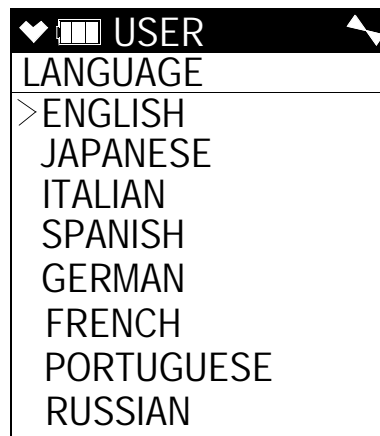 USER
LANGUAGE
>ENGLISH
JAPANESE
ITALIAN
SPANISH
GERMAN
FRENCH
PORTUGUESE
RUSSIAN